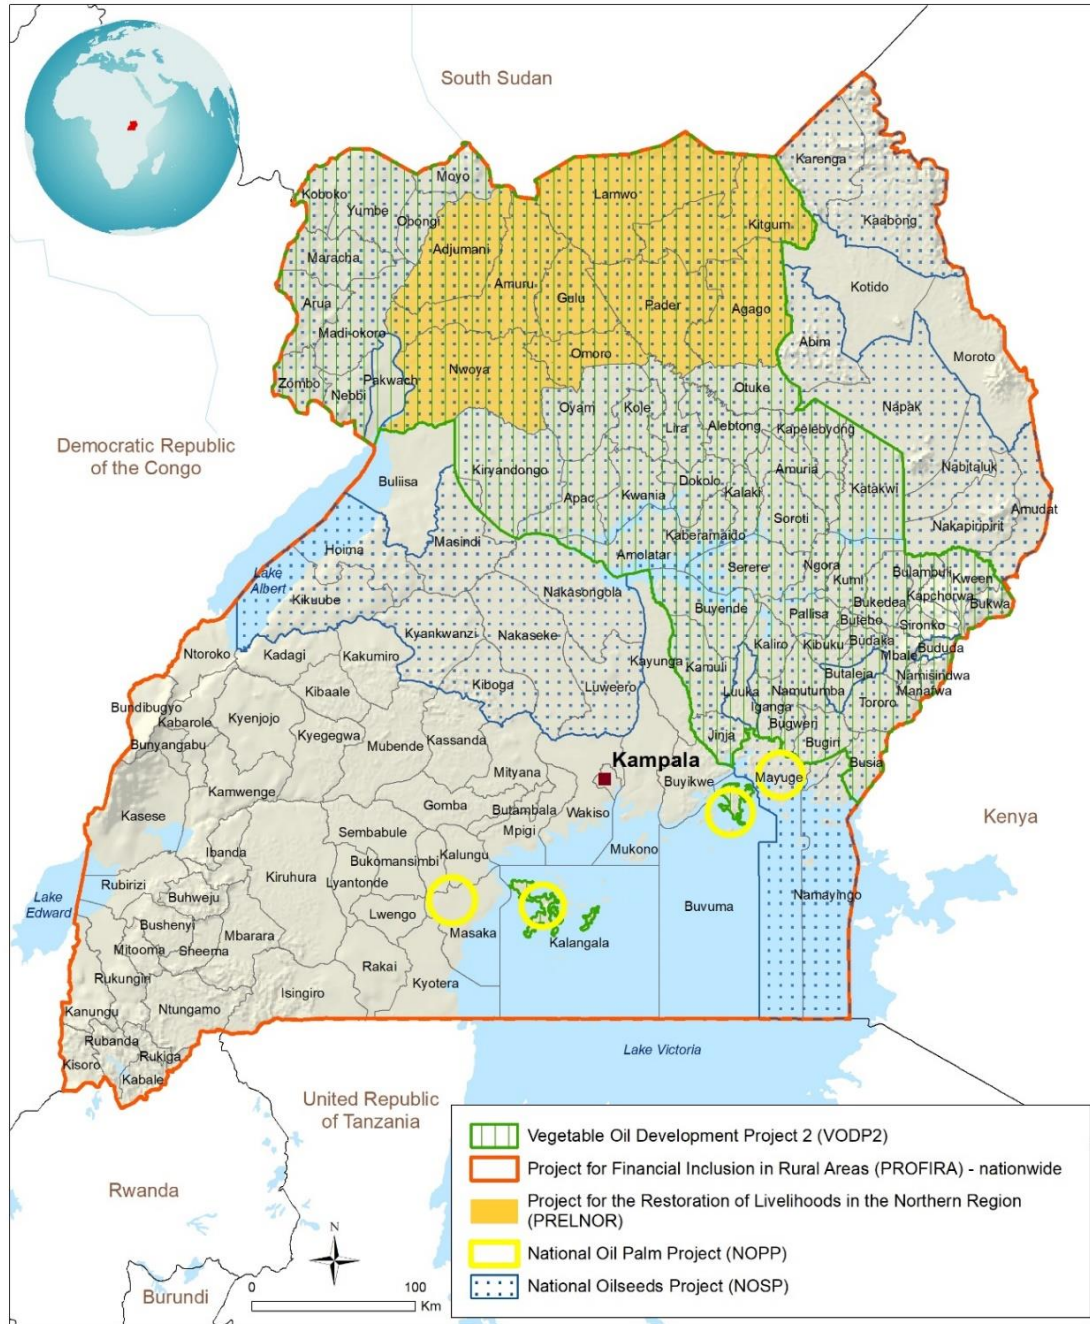 South Sudan
Karenga
Moyo
Koboko
Lamwo
Yumbe
Obongi
Kaabong
Kitgum
Adjumani
Maracha
Amuru
Kotido
Gulu
Arua
Pader
Agago
Madi-okoro
Abim
Omoro
Moroto
Nwoya
Zombo
Pakwach
Otuke
Nebbi
Oyam
Kole
Napak
Lira
Alebtong
Kapelebyong
Democratic Republic
of the Congo
Nabitaluk
Kiryandongo
Amuria
Buliisa
Dokolo
Katakwi
Kalaki
Apac
Kwania
Amudat
Soroti
Nakapiripirit
Kaberamaido
Masindi
Hoima
Amolatar
Serere
Ngora
Lake
Albert
Bulambuli
Kween
Kumi
Kikuube
Nakasongola
Kapchorwa
Bukedea
Bukwa
Buyende
Pallisa
Bulebo
Sironko
Kyankwanzi
Nakaseke
Budaka
Kaliro
Kibuku
Bududa
Mbale
Ntoroko
Kadagi
Kakumiro
Kayunga
Kamuli
Butaleja
Namisindwa
Kiboga
Luweero
Luuka
Namutumba
Manafwa
Kibaale
Tororo
Bundibugyo
Iganga
Kabarole
Kyenjojo
Bugweri
Kyegegwa
Kassanda
Jinja
Bunyangabu
Mubende
Bugiri
Kampala
Busia
Mityana
Mayuge
Buyikwe
Kamwenge
Gomba
Butambala
Wakiso
Kasese
Kenya
Sembabule
Mpigi
Ibanda
Mukono
Bukomansimbi
Kalungu
Kiruhura
Rubirizi
Lyantonde
Lake
Edward
Buhweju
Namayingo
Buvuma
Lwengo
Bushenyi
Masaka
Mbarara
Kalangala
Mitooma
Sheema
Rakai
Rukungiri
Kyotera
Isingiro
Ntungamo
Kanungu
Rubanda
Lake Victoria
Rukiga
Kisoro
Kabale
United Republic
of Tanzania
Rwanda
Burundi
N
0
100
Km
Vegetable Oil Development Project 2 (VODP2)
Project for Financial Inclusion in Rural Areas (PROFIRA) - nationwide
Project for the Restoration of Livelihoods in the Northern Region
(PRELNOR)
National Oil Palm Project (NOPP)
National Oilseeds Project (NOSP)